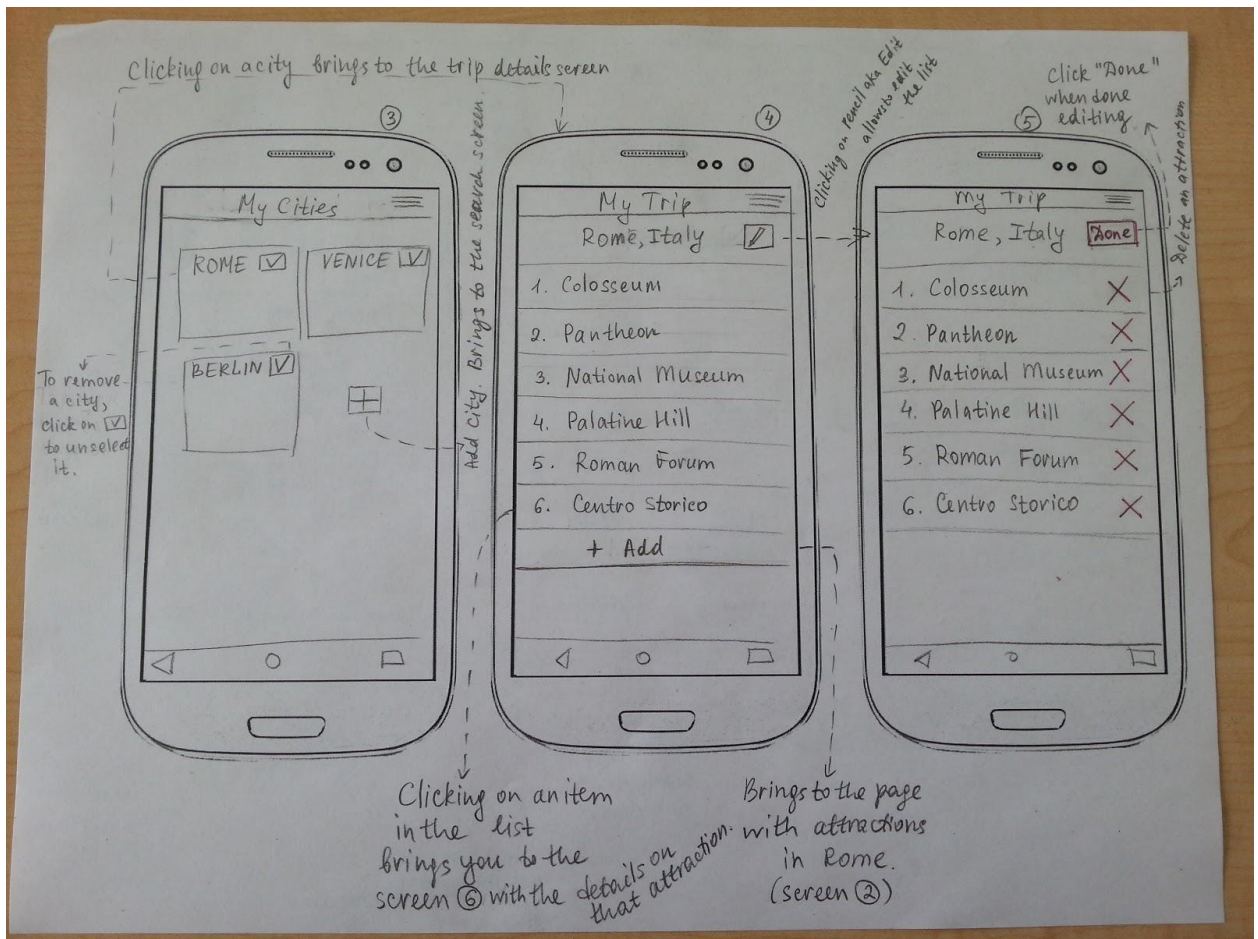 Clicking on a city brings to the trip details screen
3
My Cities
ROME
VENICE
BERLIN
+
To remove
a city,
click on
to unselect
it.
Add City. Brings to the search screen.
4
My Trip
Rome, Italy
1. Colosseum
2. Pantheon
3. National Museum
4. Palatine Hill
5. Roman Forum
6. Centro Storico
+ Add
Clicking on pencil aka Edit
allows to edit
the list
5
Click "Done"
when done
editing
My Trip
Rome, Italy
Done
1. Colosseum X
2. Pantheon X
3. National Museum X
4. Palatine Hill X
5. Roman Forum X
6. Centro Storico X
Delete an attraction
Clicking on an item
in the list
brings you to the
screen 6 with the details on
that attraction.
Brings to the page
with attractions
in Rome.
(screen 2)